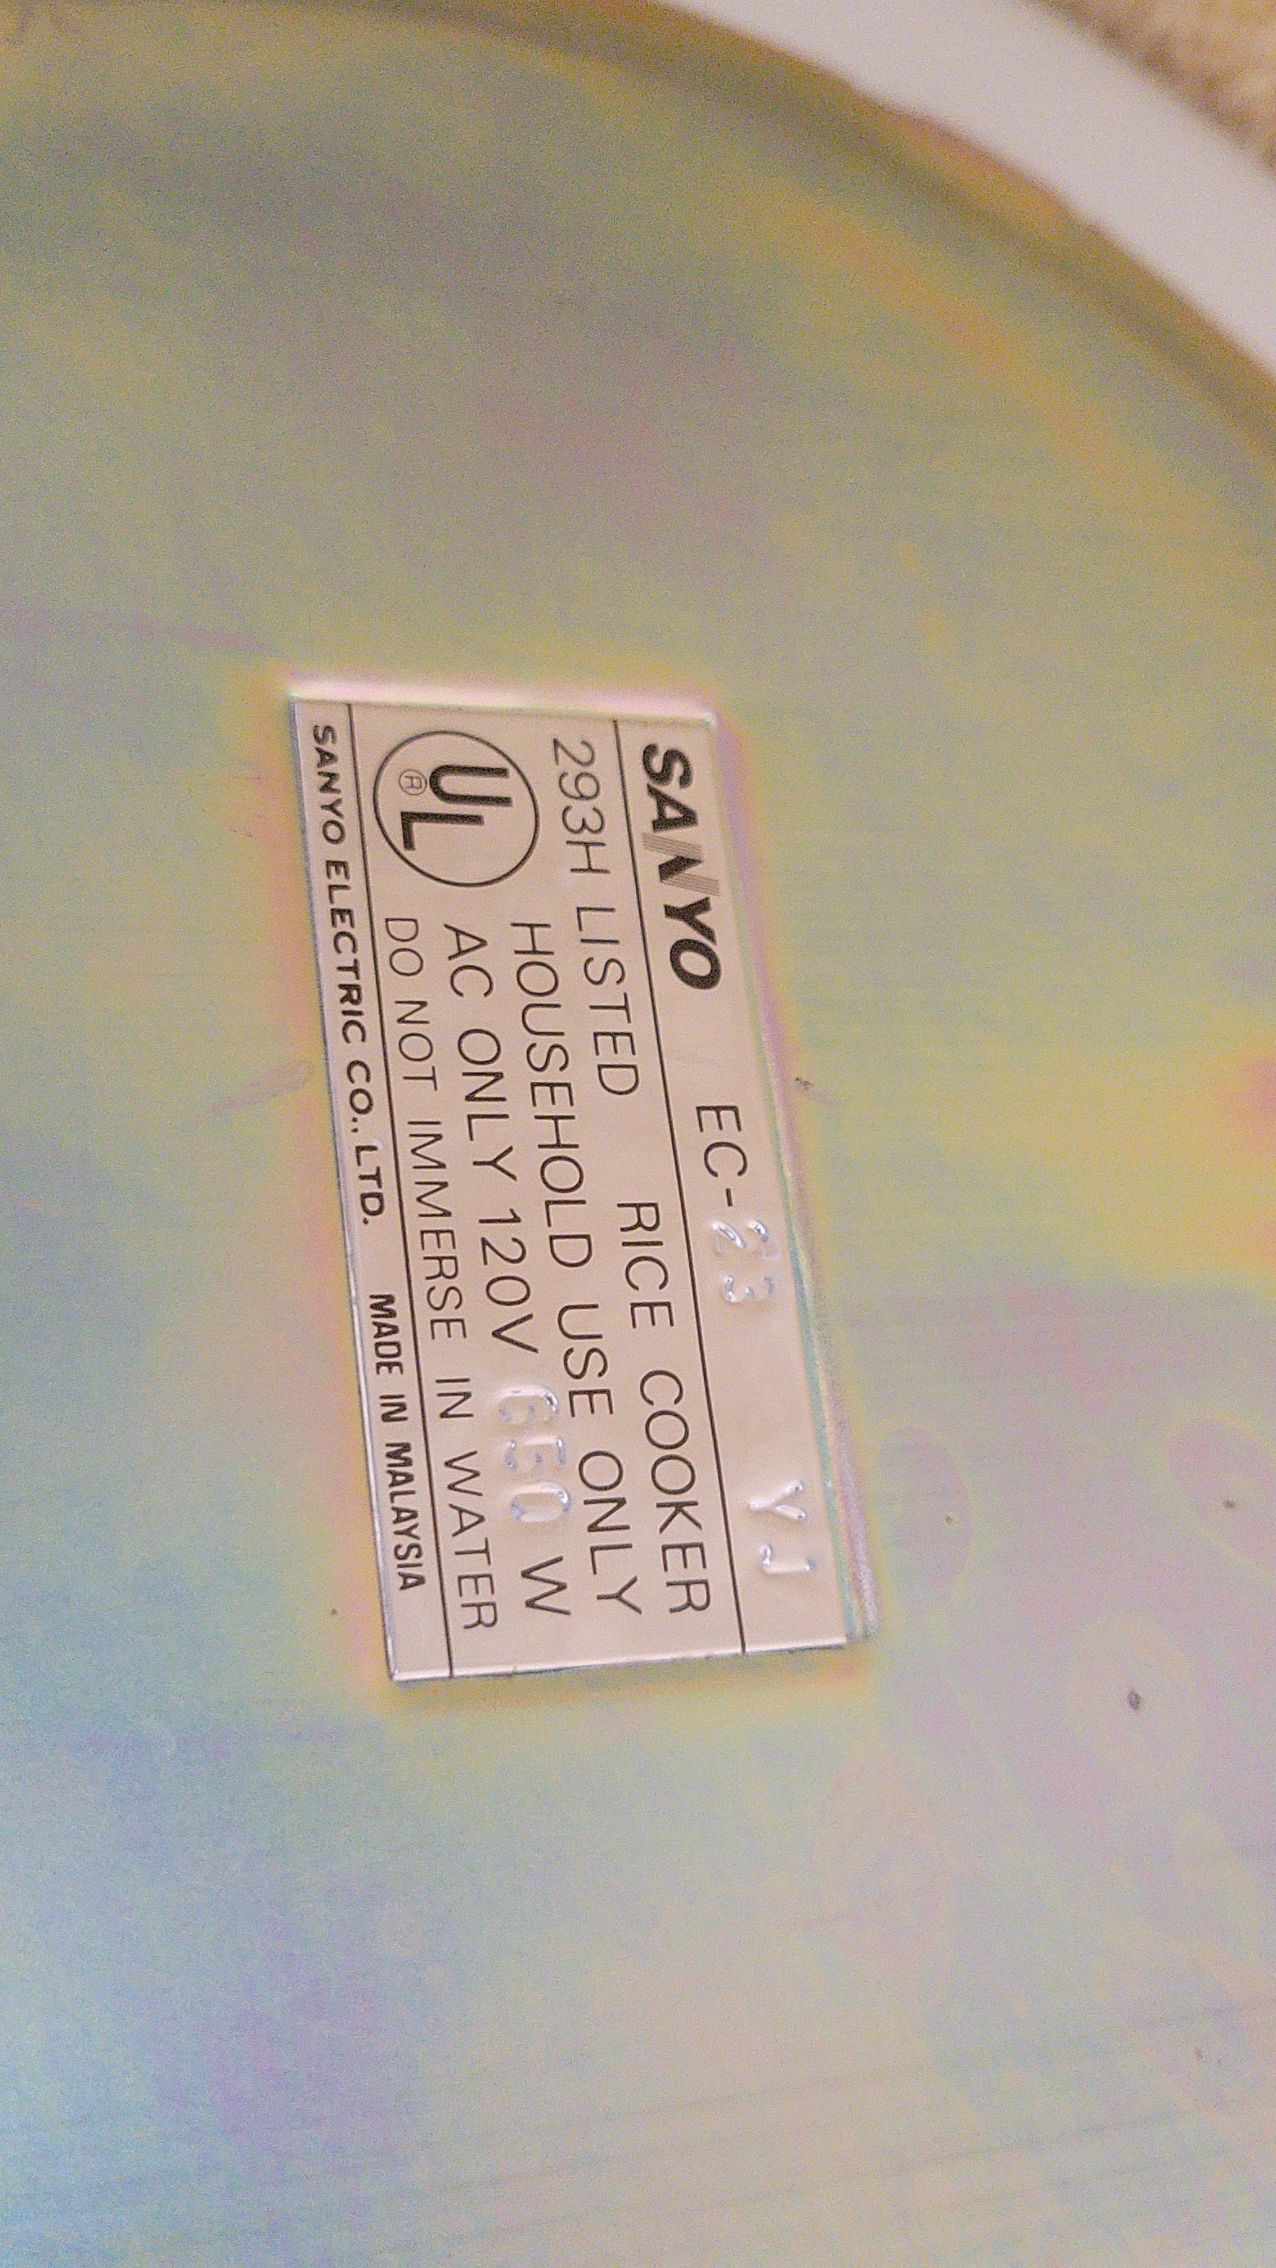 SANYO EC-23 YJ
293H LISTED RICE COOKER
UL ® HOUSEHOLD USE ONLY
AC ONLY 120V 650 W
DO NOT IMMERSE IN WATER
SANYO ELECTRIC CO., LTD. MADE IN MALAYSIA